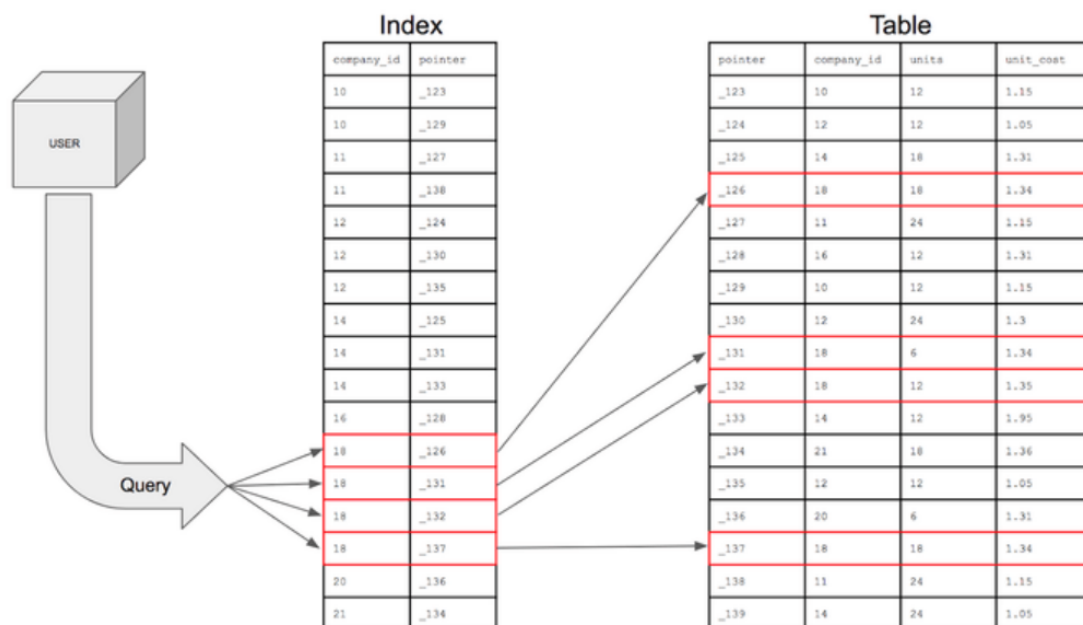 Index
company_id pointer
10 _123
10 _129
11 _127
11 _138
12 _124
12 _130
12 _135
14 _125
14 _131
14 _133
16 _128
18 _126
18 _131
18 _132
18 _137
20 _136
21 _134
Table
pointer company_id units unit_cost
_123 10 12 1.15
_124 12 12 1.05
_125 14 18 1.31
_126 18 18 1.34
_127 11 24 1.15
_128 16 12 1.31
_129 10 12 1.15
_130 12 24 1.3
_131 18 6 1.34
_132 18 12 1.35
_133 14 12 1.95
_134 21 18 1.36
_135 12 12 1.05
_136 20 6 1.31
_137 18 18 1.34
_138 11 24 1.15
_139 14 24 1.05
USER
Query